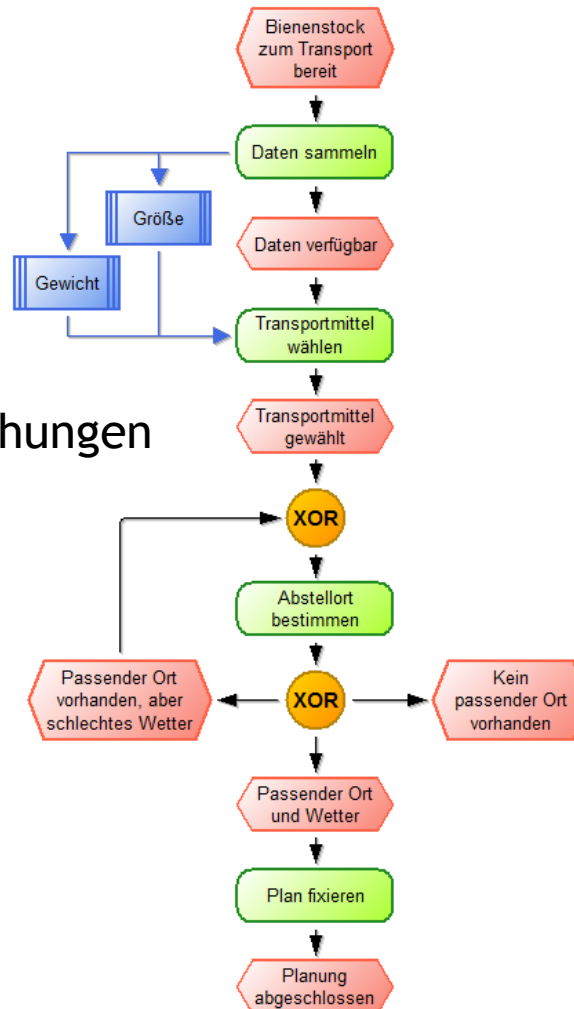 Bienenstock
zum Transport
bereit
Daten sammeln
Größe
Daten verfügbar
Gewicht
Transportmittel
wählen
hungen
Transportmittel
gewählt
XOR
Abstellort
bestimmen
Passender Ort
vorhanden, aber
schlechtes Wetter
XOR
Kein
passender Ort
vorhanden
Passender Ort
und Wetter
Plan fixieren
Planung
abgeschlossen